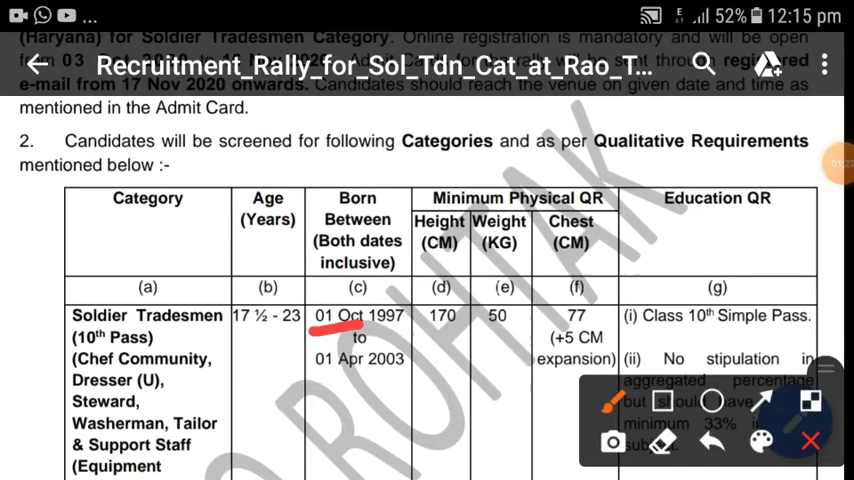 52% 12:15 pm
(Haryana) for Soldier Tradesmen Category. Online registration is mandatory and will be open
Recruitment_Rally_for_Sol_Tdn_Cat_at_Rao_T...
e-mail from 17 Nov 2020 onwards. Candidates should reach the venue on given date and time as
mentioned in the Admit Card.
01:22
2. Candidates will be screened for following Categories and as per Qualitative Requirements
mentioned below :-
Category Age (Years) Born Between (Both dates inclusive) Minimum Physical QR Education QR
Height (CM) Weight (KG) Chest (CM)
(a) (b) (c) (d) (e) (f) (g)
Soldier Tradesmen 17 ½ - 23 01 Oct 1997 170 50 77 (i) Class 10th Simple Pass.
(10th Pass) to (+5 CM
(Chef Community, 01 Apr 2003 expansion) (ii) No stipulation in
Dresser (U), aggregated percentage
Steward, but should have
Washerman, Tailor minimum 33% in
& Support Staff
(Equipment
ROHTAK